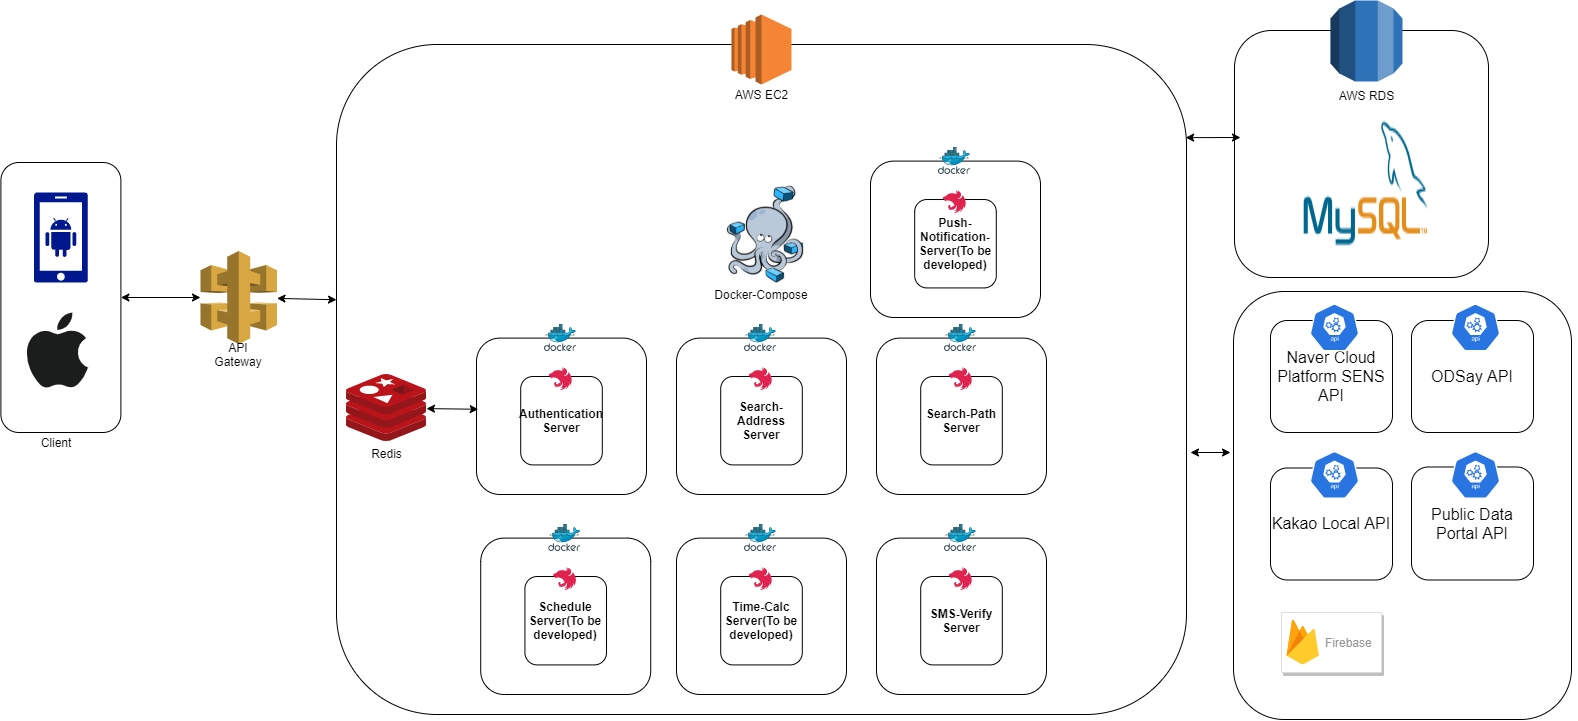 AWS EC2
AWS RDS
MySQL
TM
docker
Push-
Notification-
Server(To be
developed)
Docker-Compose
Client
API
Gateway
Redis
docker
Authentication
Server
docker
Search-
Address
Server
docker
Search-Path
Server
docker
Schedule
Server(To be
developed)
docker
Time-Calc
Server(To be
developed)
docker
SMS-Verify
Server
api
Naver Cloud
Platform SENS
API
api
ODSay API
api
Kakao Local API
api
Public Data
Portal API
Firebase